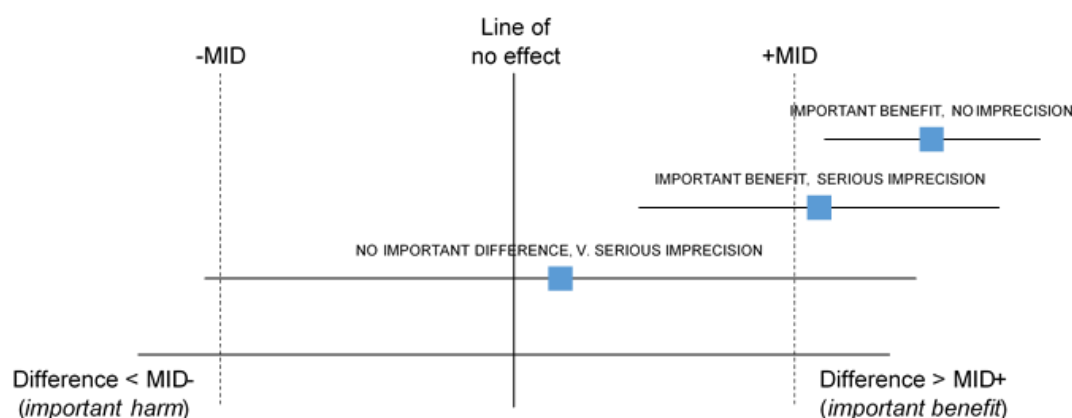 Line of
no effect
-MID
+MID
IMPORTANT BENEFIT, NO IMPRECISION
IMPORTANT BENEFIT, SERIOUS IMPRECISION
NO IMPORTANT DIFFERENCE, V. SERIOUS IMPRECISION
Difference < MID-
(important harm)
Difference > MID+
(important benefit)